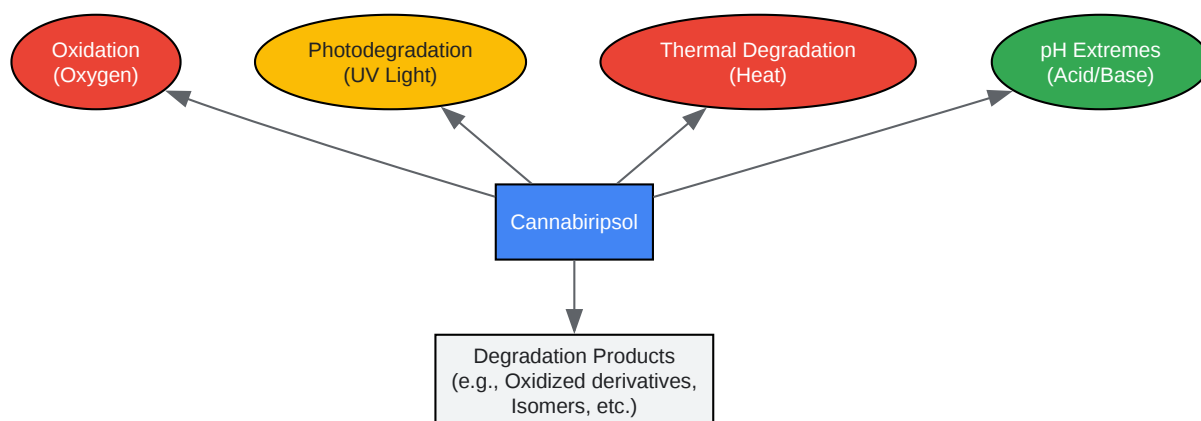 Oxidation
(Oxygen)
Photodegradation
(UV Light)
Thermal Degradation
(Heat)
pH Extremes
(Acid/Base)
Cannabiripsol
Degradation Products
(e.g., Oxidized derivatives,
Isomers, etc.)